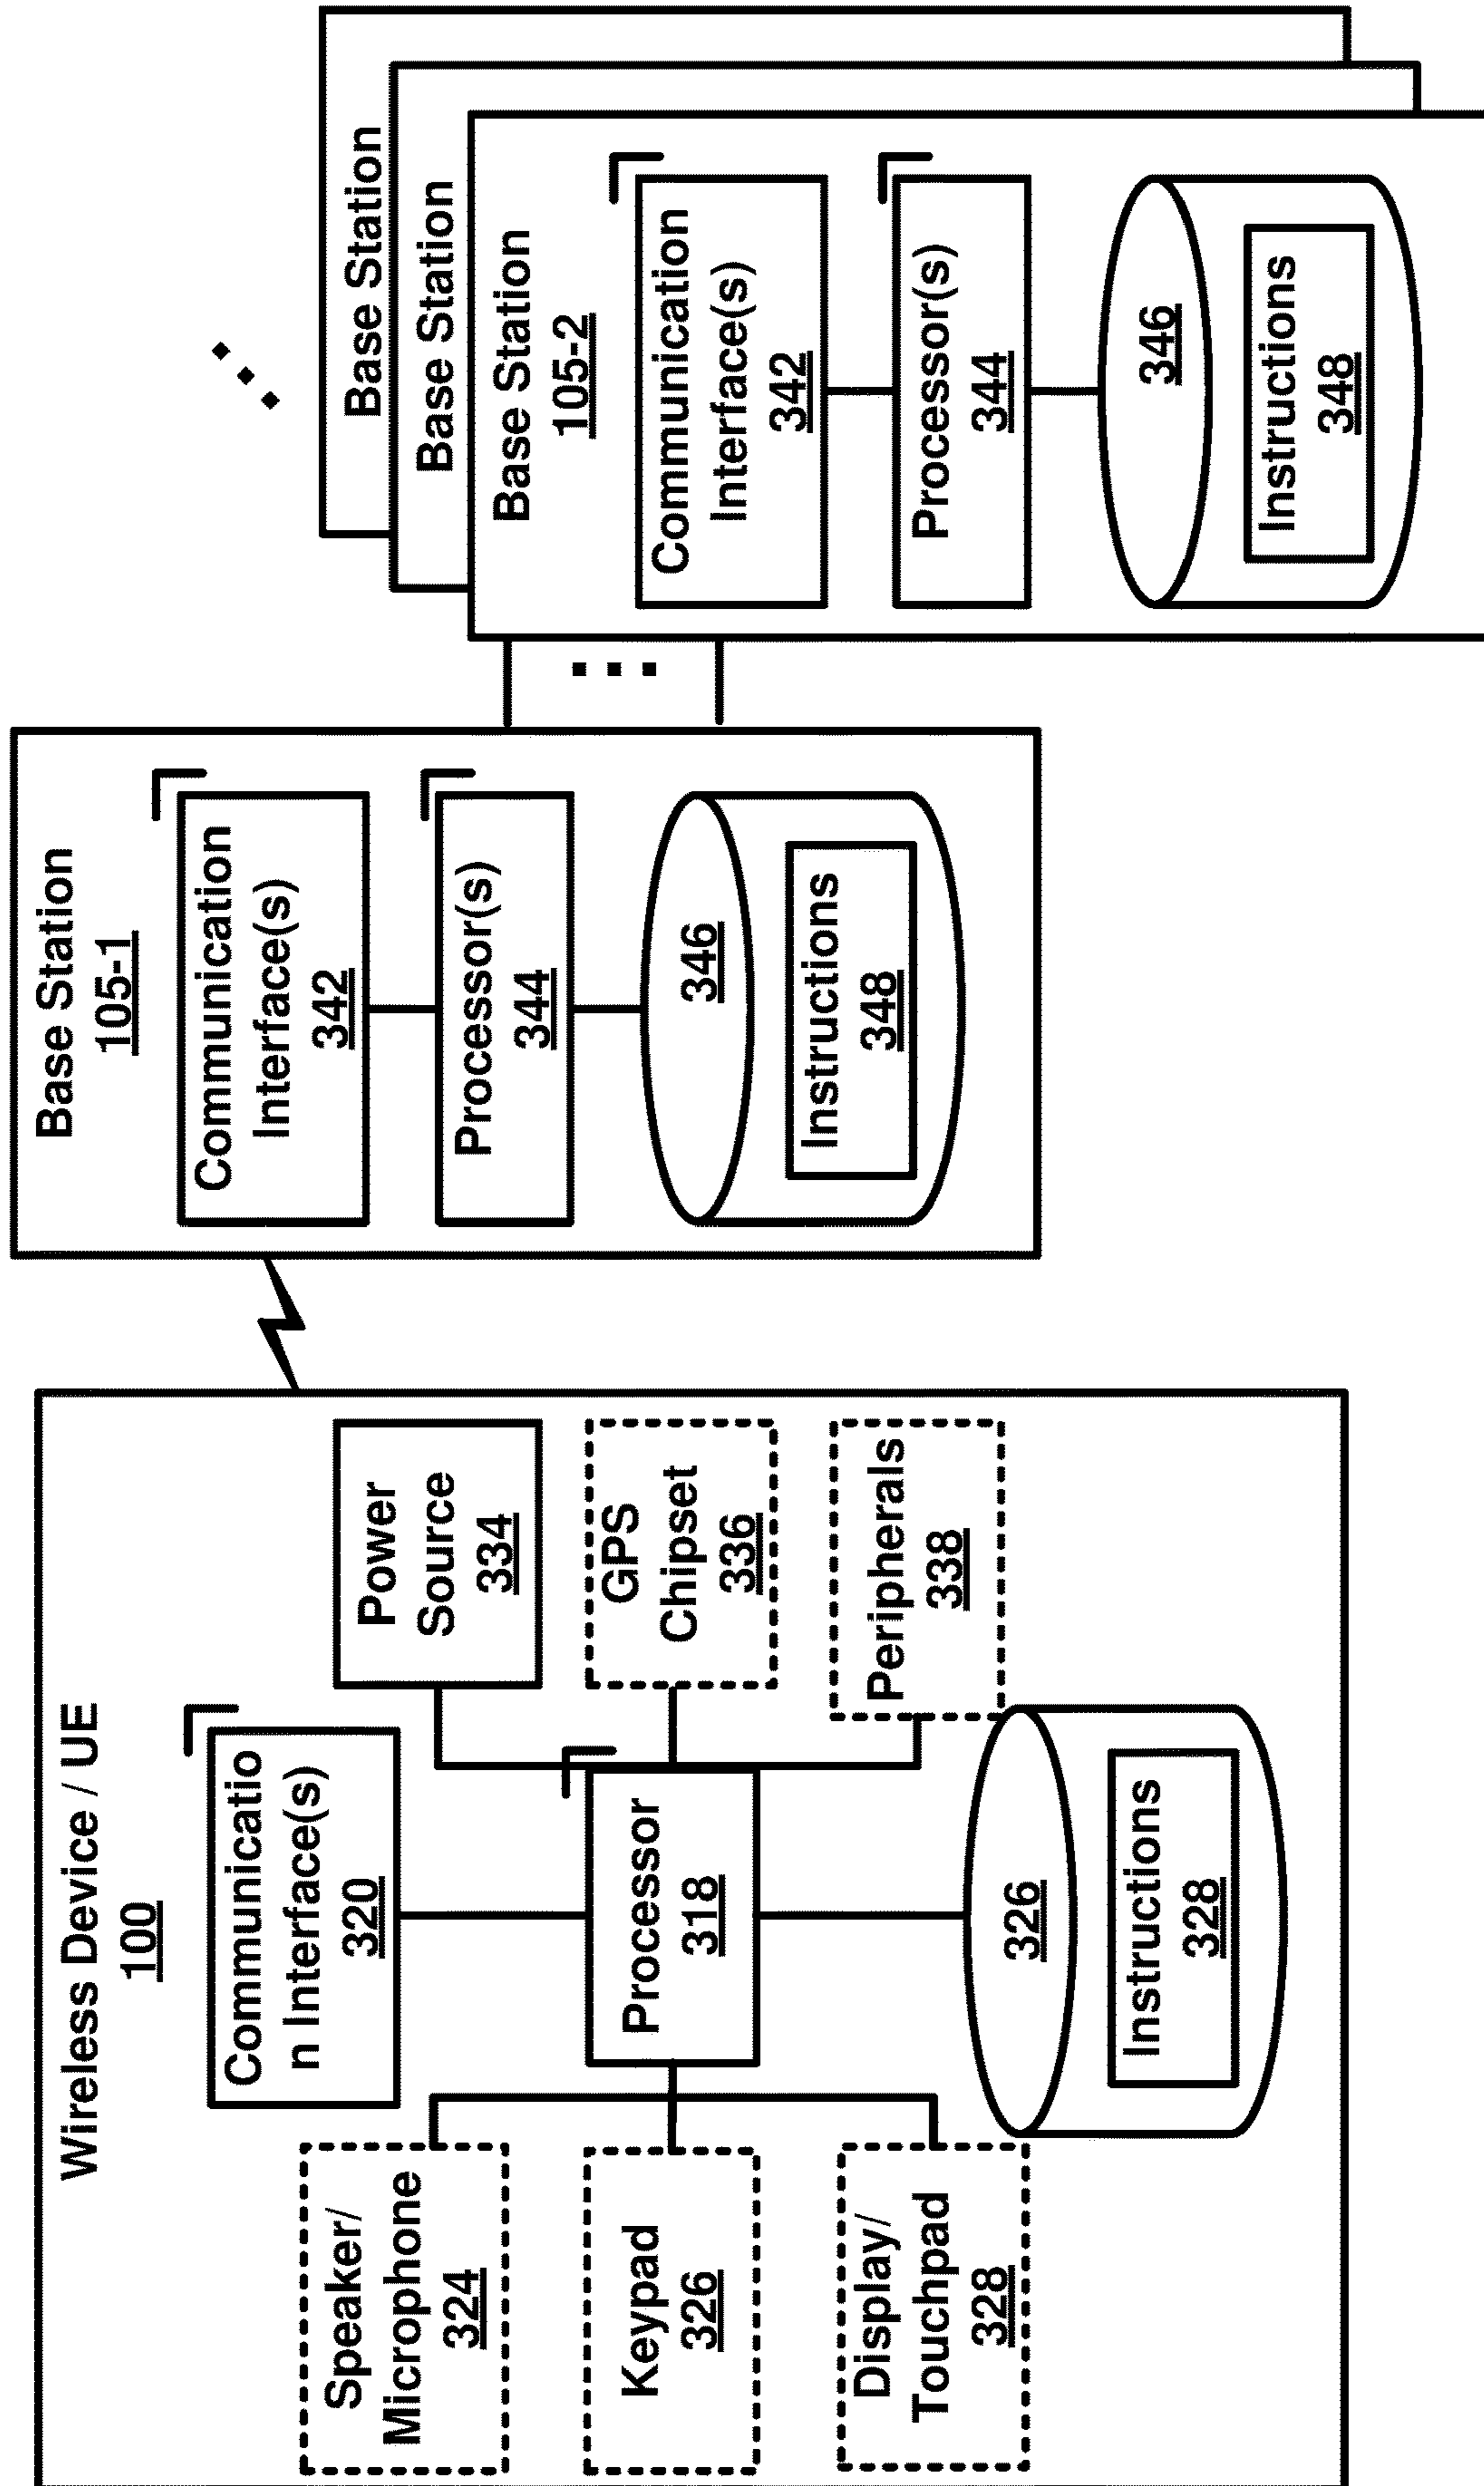 Wireless Device / UE
100
Communicatio
n Interface(s)
320
Speaker/
Microphone
324
Power
Source
334
Keypad
326
Processor
318
GPS
Chipset
336
Display/
Touchpad
328
Peripherals
338
326
Instructions
328
Base Station
105-1
Communication
Interface(s)
342
Processor(s)
344
346
Instructions
348
Base Station
Base Station
Base Station
105-2
Communication
Interface(s)
342
Processor(s)
344
346
Instructions
348